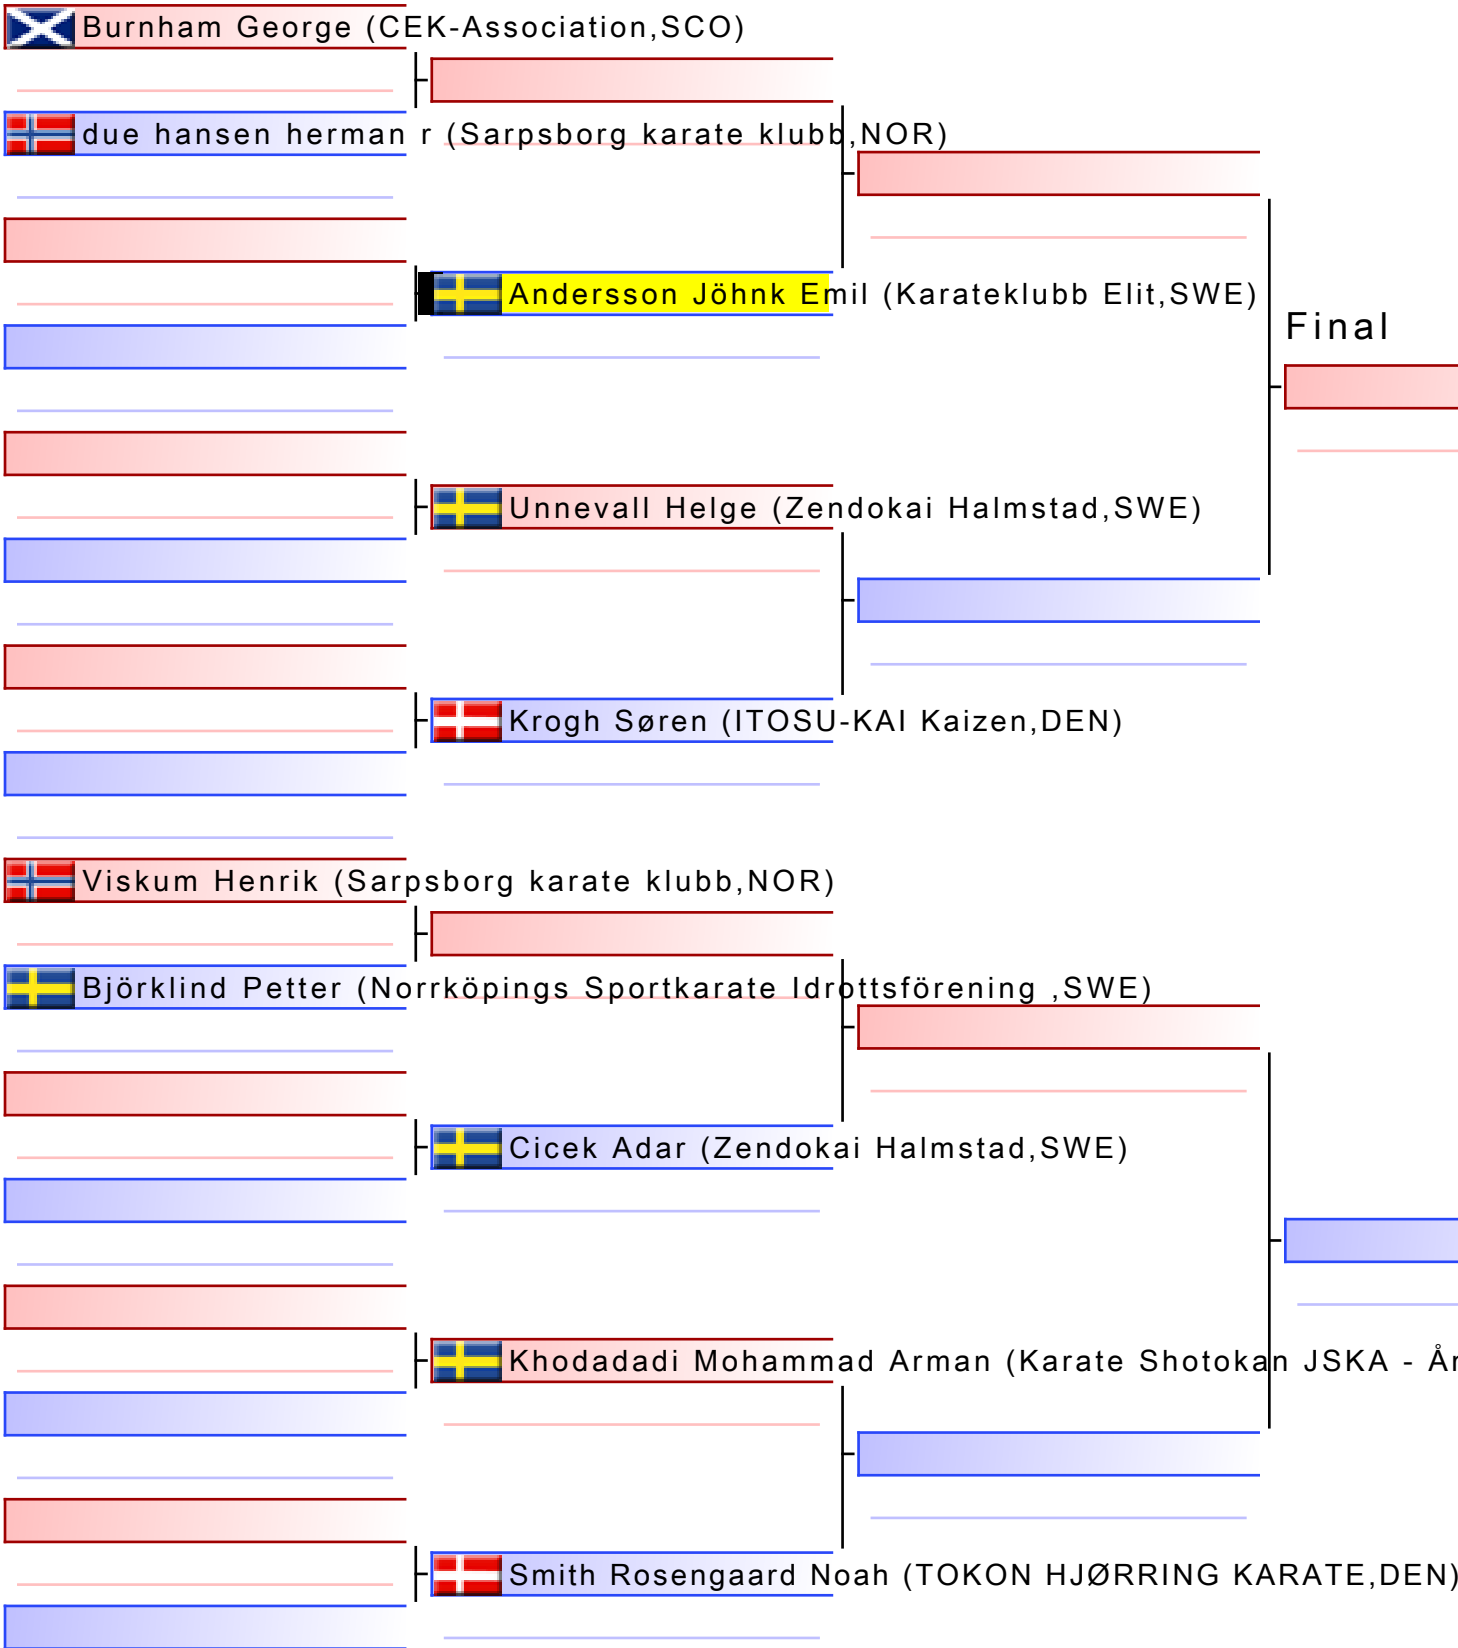 Burnham George (CEK-Association,SCO)
due hansen herman r (Sarpsborg karate klubb,NOR)
Andersson Jöhnk Emil (Karateklubb Elit,SWE)
Final
Unnevall Helge (Zendokai Halmstad,SWE)
Krogh Søren (ITOSU-KAI Kaizen,DEN)
Viskum Henrik (Sarpsborg karate klubb,NOR)
Björklind Petter (Norrköpings Sportkarate Idrottsförening ,SWE)
Cicek Adar (Zendokai Halmstad,SWE)
Khodadadi Mohammad Arman (Karate Shotokan JSKA -
Smith Rosengaard Noah (TOKON HJØRRING KARATE,DEN)